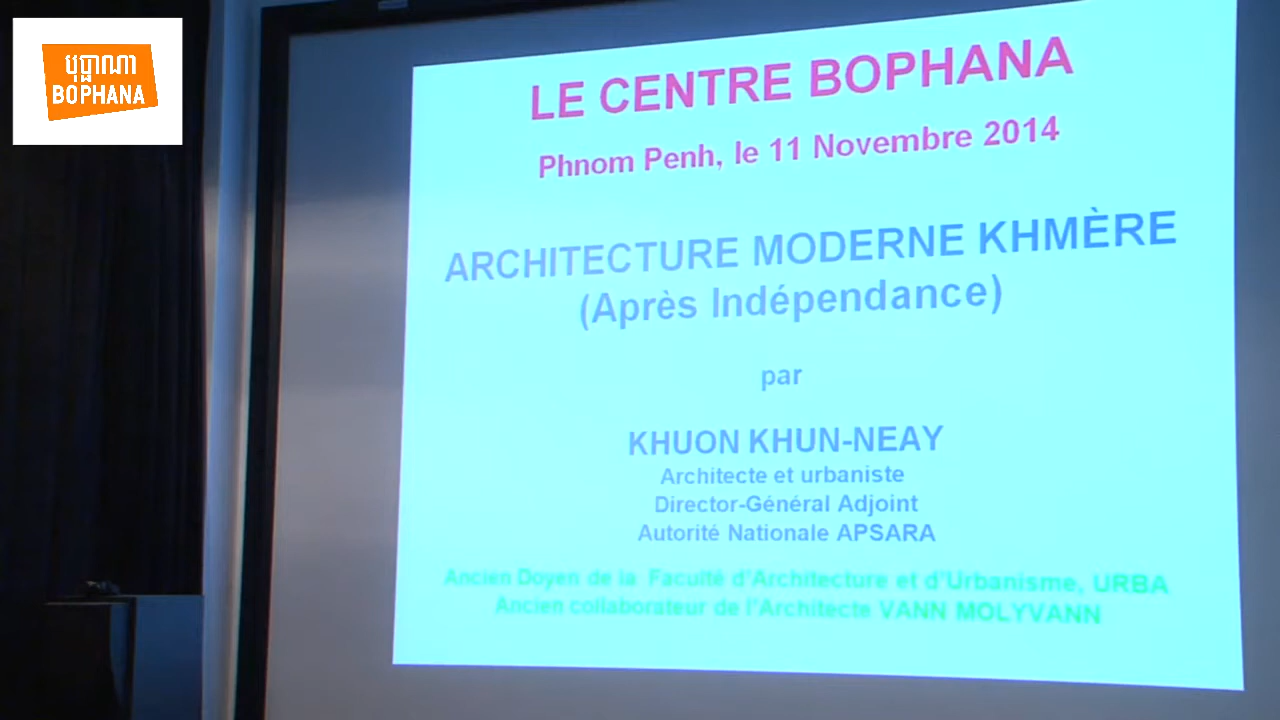 បុប្ផាណា
BOPHANA
LE CENTRE BOPHANA
Phnom Penh, le 11 Novembre 2014
ARCHITECTURE MODERNE KHMÈRE
(Après Indépendance)
par
KHUON KHUN-NEAY
Architecte et urbaniste
Director-Général Adjoint
Autorité Nationale APSARA
Ancien Doyen de la Faculté d'Architecture et d'Urbanisme, URBA
Ancien collaborateur de l'Architecte VANN MOLYVANN